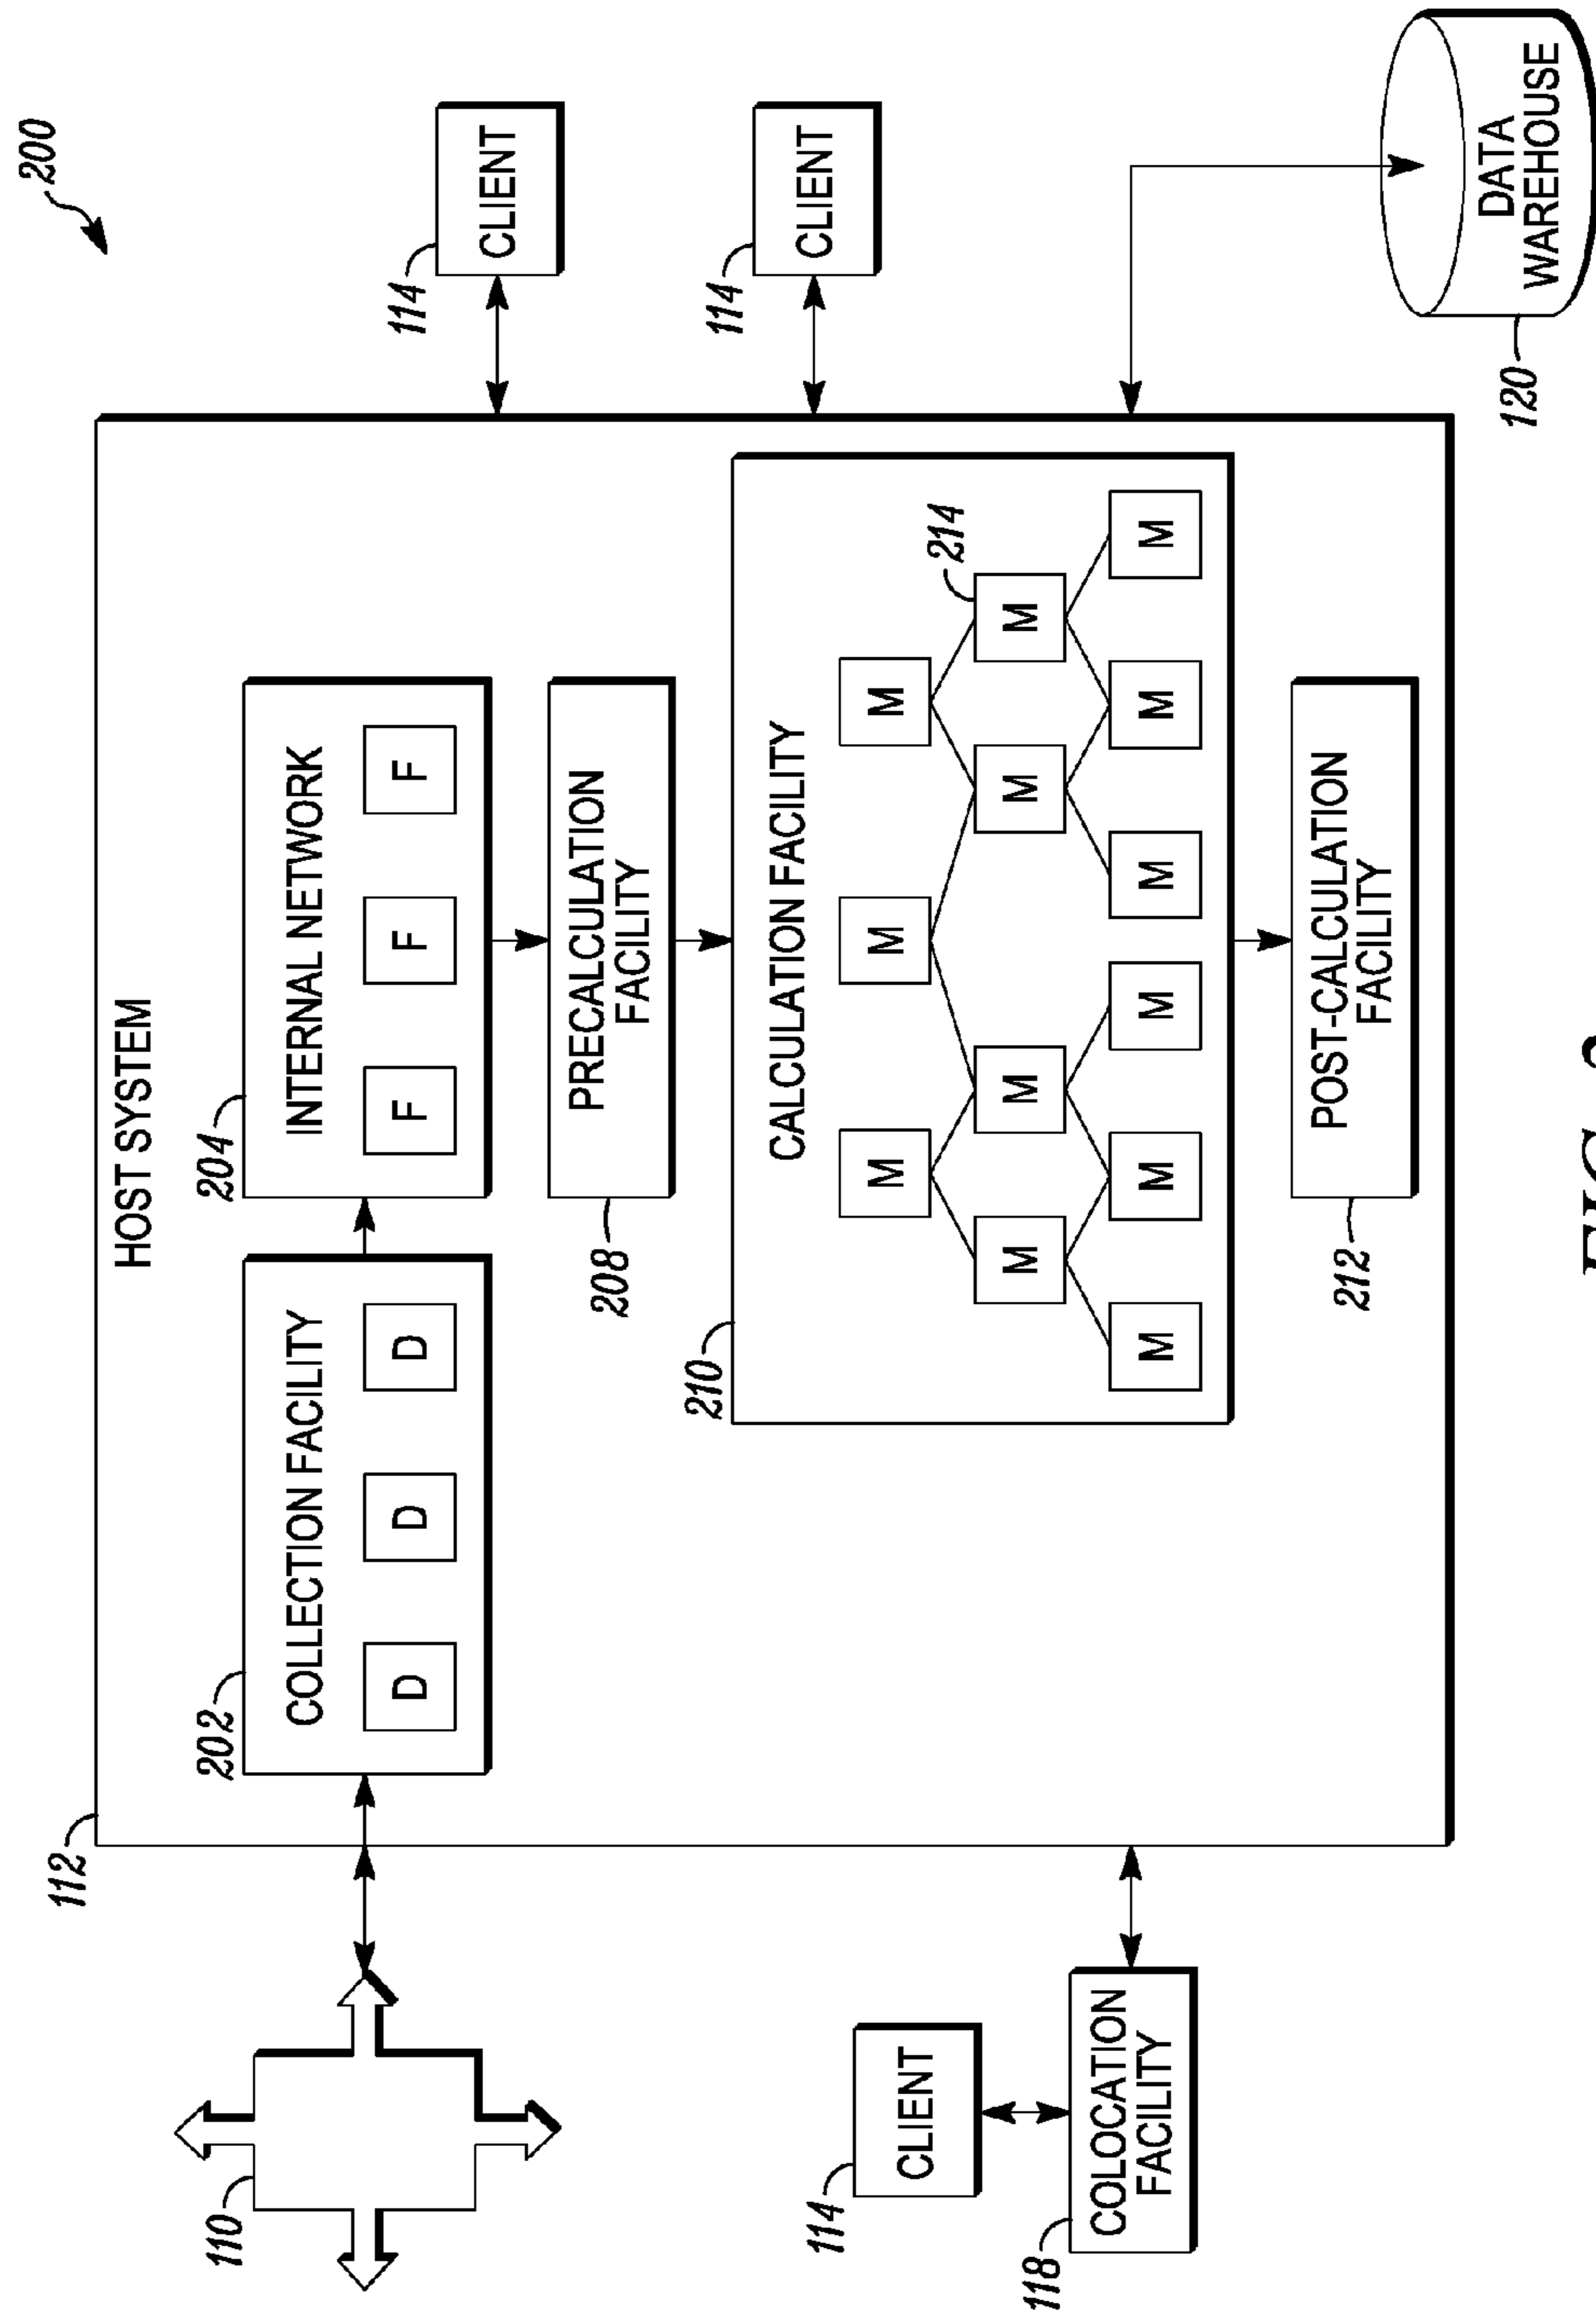 200
112
HOST SYSTEM
110
202
COLLECTION FACILITY
D D D
204
INTERNAL NETWORK
F F F
114
CLIENT
208
PRECALCULATION
FACILITY
114
CLIENT
210
CALCULATION FACILITY
M M M
214
M M M M
M M M M M M
114
CLIENT
118
COLOCATION
FACILITY
212
POST-CALCULATION
FACILITY
120
DATA
WAREHOUSE